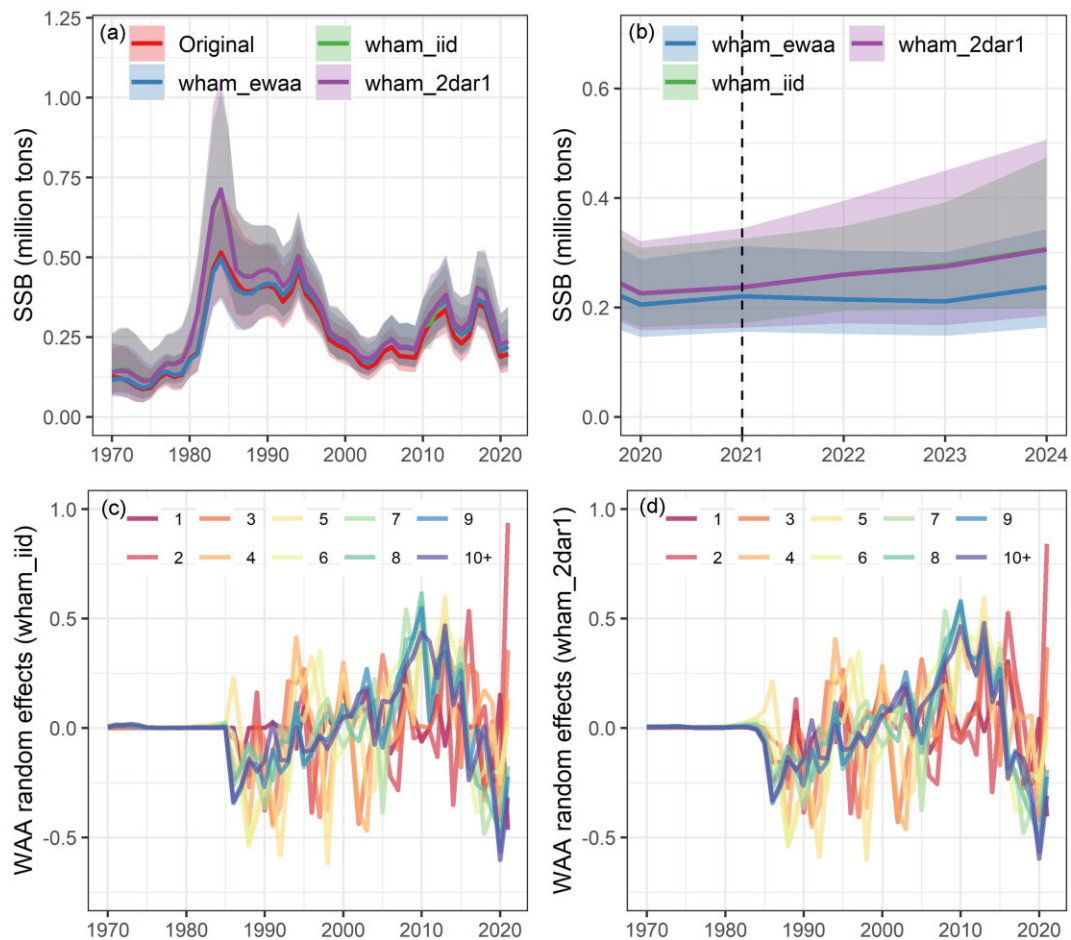 (a)
Original
wham_iid
wham_ewaa
wham_2dar1
SSB (million tons)
1.25
1.00
0.75
0.50
0.25
0.00
1970 1980 1990 2000 2010 2020
(b)
wham_ewaa
wham_2dar1
wham_iid
SSB (million tons)
0.6
0.4
0.2
0.0
2020 2021 2022 2023 2024
(c)
1 3 5 7 9
2 4 6 8 10+
WAA random effects (wham_iid)
1.0
0.5
0.0
-0.5
1970 1980 1990 2000 2010 2020
(d)
1 3 5 7 9
2 4 6 8 10+
WAA random effects (wham_2dar1)
1.0
0.5
0.0
-0.5
1970 1980 1990 2000 2010 2020